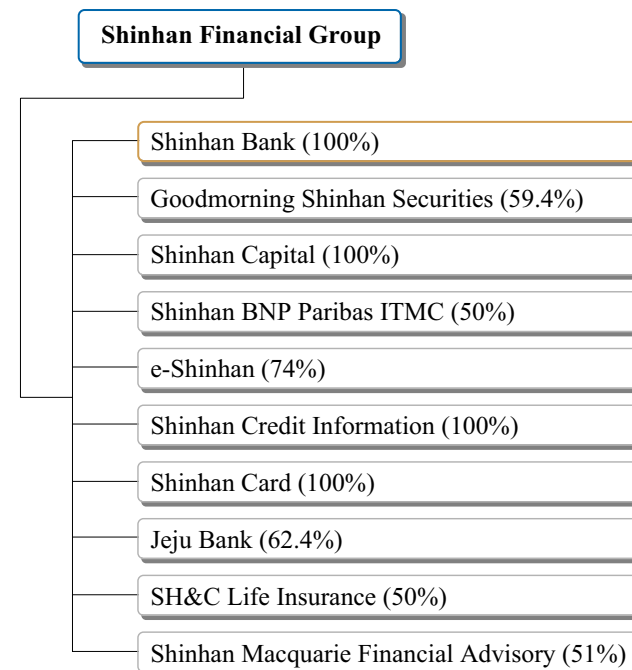 Shinhan Financial Group
Shinhan Bank (100%)
Goodmorning Shinhan Securities (59.4%)
Shinhan Capital (100%)
Shinhan BNP Paribas ITMC (50%)
e-Shinhan (74%)
Shinhan Credit Information (100%)
Shinhan Card (100%)
Jeju Bank (62.4%)
SH&C Life Insurance (50%)
Shinhan Macquarie Financial Advisory (51%)